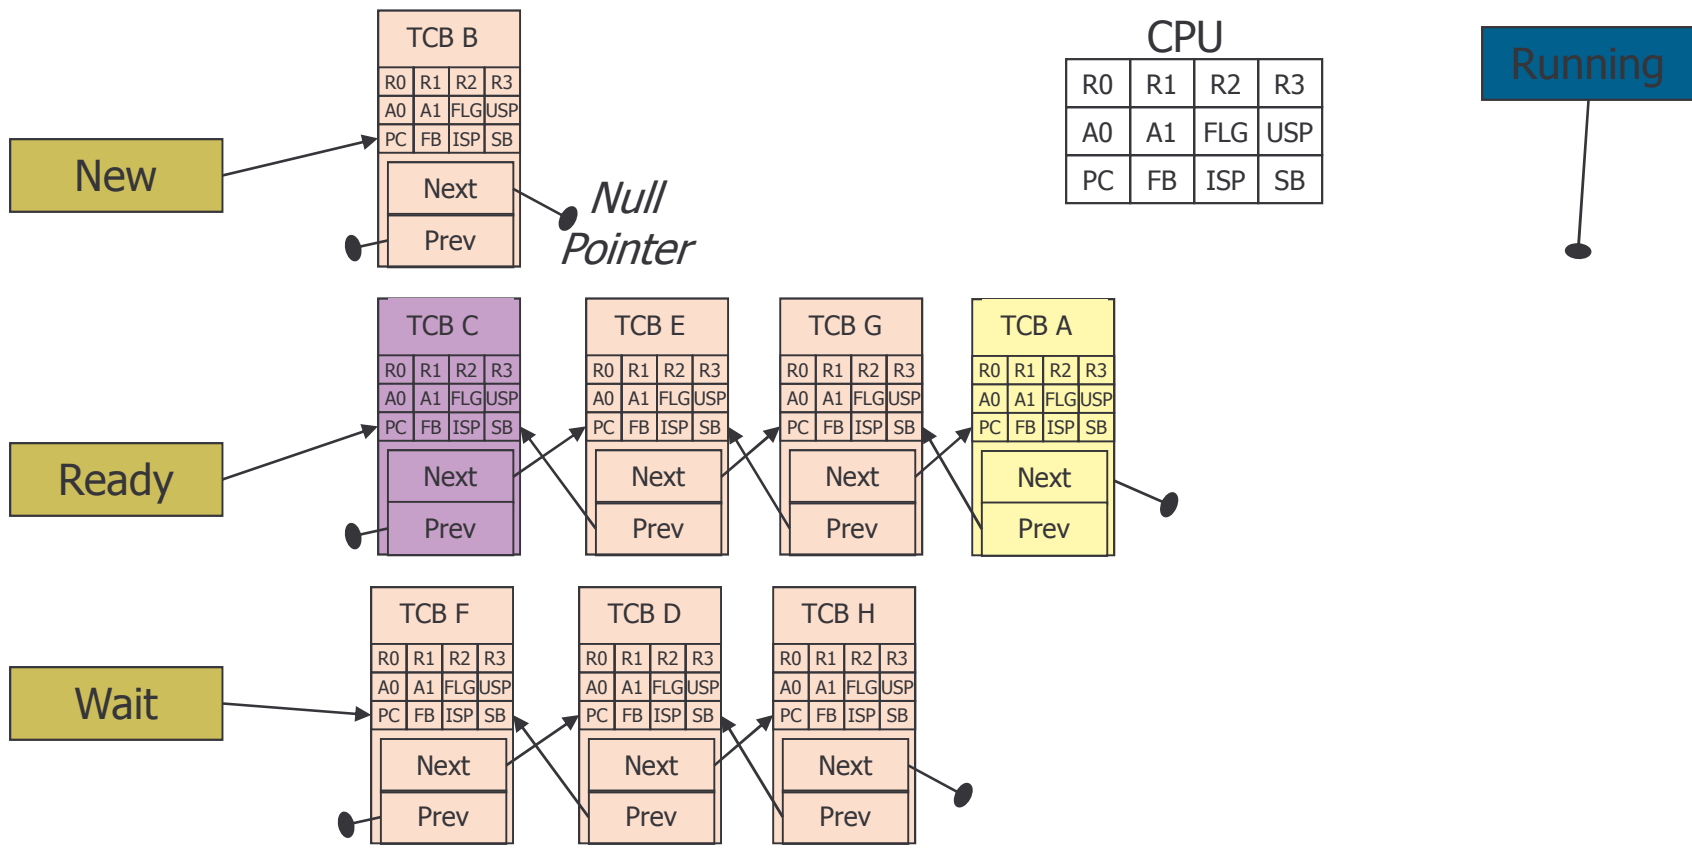 TCB B
R0 R1 R2 R3
A0 A1 FLG USP
PC FB ISP SB
Next
Prev
New
Null
Pointer
CPU
R0 R1 R2 R3
A0 A1 FLG USP
PC FB ISP SB
Running
Ready
TCB C
R0 R1 R2 R3
A0 A1 FLG USP
PC FB ISP SB
Next
Prev
TCB E
R0 R1 R2 R3
A0 A1 FLG USP
PC FB ISP SB
Next
Prev
TCB G
R0 R1 R2 R3
A0 A1 FLG USP
PC FB ISP SB
Next
Prev
TCB A
R0 R1 R2 R3
A0 A1 FLG USP
PC FB ISP SB
Next
Prev
Wait
TCB F
R0 R1 R2 R3
A0 A1 FLG USP
PC FB ISP SB
Next
Prev
TCB D
R0 R1 R2 R3
A0 A1 FLG USP
PC FB ISP SB
Next
Prev
TCB H
R0 R1 R2 R3
A0 A1 FLG USP
PC FB ISP SB
Next
Prev